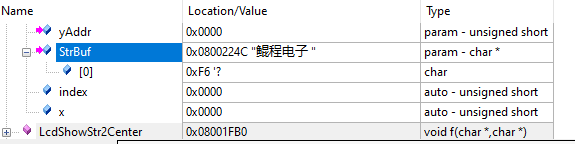 Name Location/Value Type
yAddr 0x0000 param - unsigned short
StrBuf 0x0800224C "鲲程电子 " param - char *
[0] 0xF6 '? char
index 0x0000 auto - unsigned short
x 0x0000 auto - unsigned short
LcdShowStr2Center 0x08001FB0 void f(char *,char *)